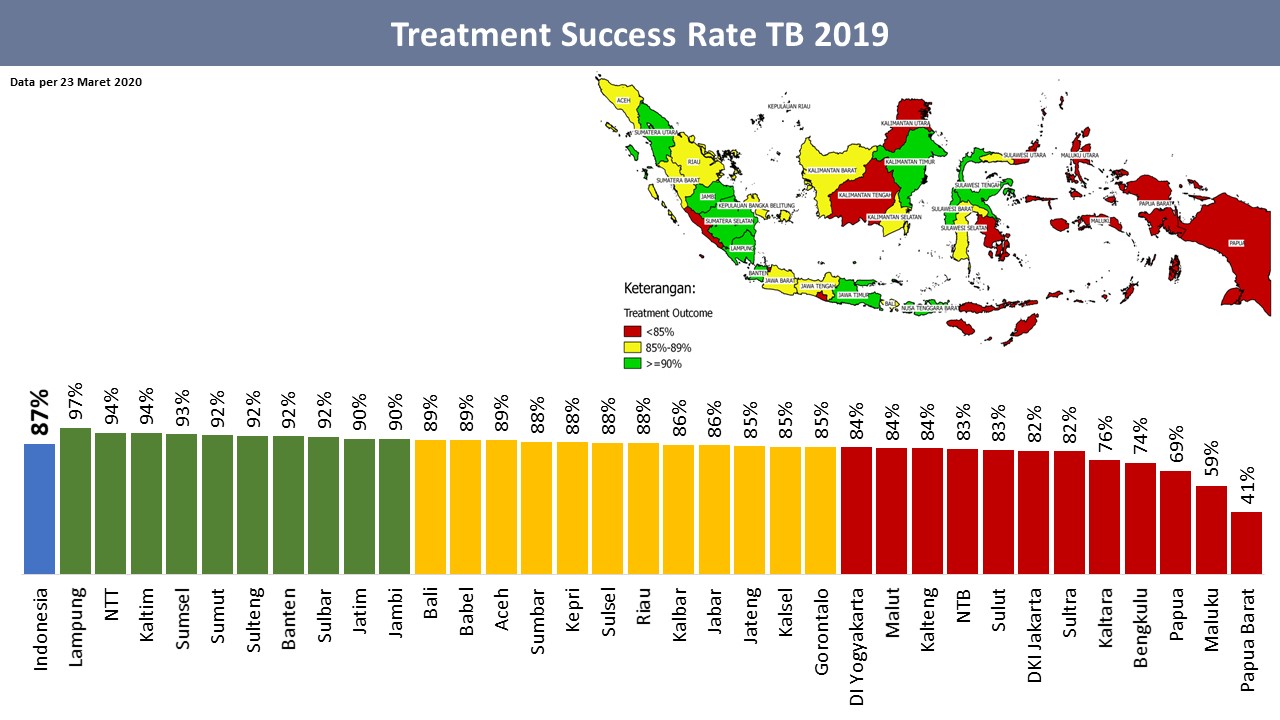 Treatment Success Rate TB 2019
Data per 23 Maret 2020
ACEH
KEPULAUAN RIAU
SUMATERA UTARA
KALIMANTAN UTARA
RIAU
SULAWESI UTARA
MALUKU UTARA
KALIMANTAN TIMUR
KALIMANTAN BARAT
SUMATERA BARAT
SULAWESI TENGAH
JAMBI
KALIMANTAN TENGAH
KEPULAUAN BANGKA BELITUNG
PAPUA BARAT
SULAWESI BARAT
SUMATERA SELATAN
KALIMANTAN SELATAN
MALUKU
SULAWESI SELATAN
LAMPUNG
PAPUA
BANTEN
JAWA BARAT
JAWA TENGAH
JAWA TIMUR
BALI
NUSA TENGGARA BARAT
Keterangan:
Treatment Outcome
<85%
85%-89%
>=90%
87% 97% 94% 94% 93% 92% 92% 92% 92% 90% 90% 89% 89% 89% 88% 88% 88% 88% 86% 86% 85% 85% 85% 84% 84% 84% 83% 83% 82% 82% 76% 74% 69% 59% 41%
Indonesia Lampung NTT Kaltim Sumsel Sumut Sulteng Banten Sulbar Jatim Jambi Bali Babel Aceh Sumbar Kepri Sulsel Riau Kalbar Jabar Jateng Kalsel Gorontalo DI Yogyakarta Malut Kalteng NTB Sulut DKI Jakarta Sultra Kaltara Bengkulu Papua Maluku Papua Barat